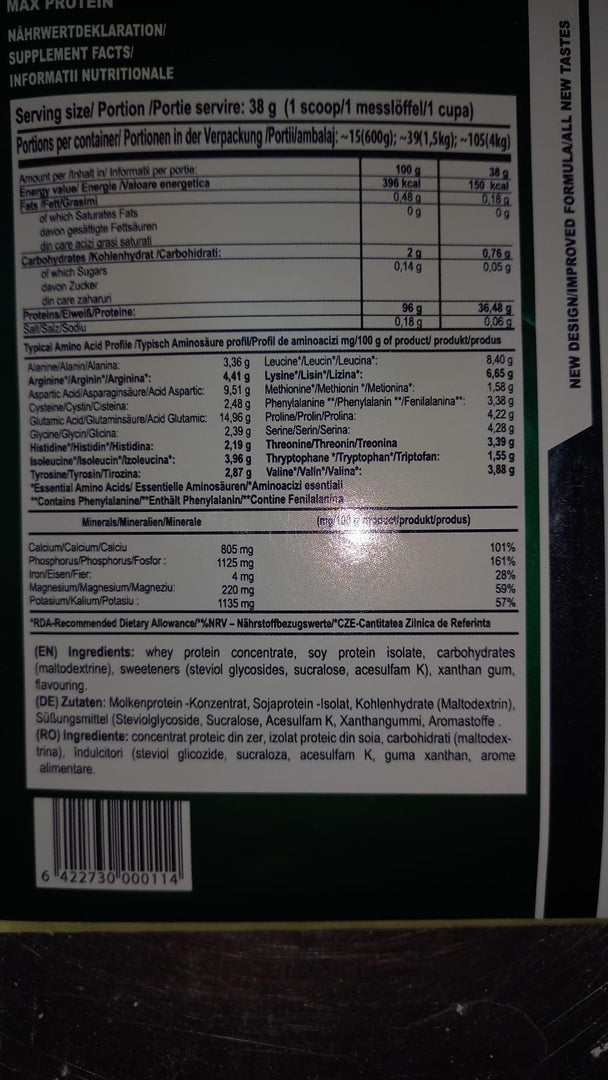 MAX PROTEIN
NÄHRWERTDEKLARATION/
SUPPLEMENT FACTS/
INFORMATII NUTRITIONALE
Serving size/ Portion /Portie servire: 38 g (1 scoop/1 messlöffel/1 cupa)
Portions per container/ Portionen in der Verpackung /Portii/ambalaj: ~15(600g); ~39(1,5kg); ~105(4kg)
Amount per /Inhalt in/ Informatii per portie: 100 g 38 g
Energy value/ Energie /Valoare energetica 396 kcal 150 kcal
Fats /Fett/Grasimi 0,48 g 0,18 g
of which Saturates Fats 0 g 0 g
davon gesättigte Fettsäuren
din care acizi grasi saturati
Carbohydrates /Kohlenhydrat /Carbohidrati: 2 g 0,76 g
of which Sugars 0,14 g 0,05 g
davon Zucker
din care zaharuri
Proteins/Eiweiß/Proteine: 96 g 36,48 g
Salt/Salz/Sodiu 0,18 g 0,06 g
Typical Amino Acid Profile /Typisch Aminosäure profil/Profil de aminoacizi mg/100 g of product/ produkt/produs
Alanine/Alanin/Alanina: 3,36 g Leucine*/Leucin*/Leucina*: 8,40 g
Arginine*/Arginin*/Arginina*: 4,41 g Lysine*/Lisin*/Lizina*: 6,65 g
Aspartic Acid/Asparaginsäure/Acid Aspartic: 9,51 g Methionine*/Methionin */Metionina*: 1,58 g
Cysteine/Cystin/Cisteina: 2,48 g Phenylalanine **/Phenylalanin **/Fenilalanina**: 3,38 g
Glutamic Acid/Glutaminsäure/Acid Glutamic: 14,96 g Proline/Prolin/Prolina: 4,22 g
Glycine/Glycin/Glicina: 2,39 g Serine/Serin/Serina: 4,28 g
Histidine*/Histidin*/Histidina: 2,19 g Threonine/Threonin/Treonina 3,39 g
Isoleucine*/Isoleucin*/Izoleucina*: 3,96 g Thryptophane */Tryptophan*/Triptofan: 1,55 g
Tyrosine/Tyrosin/Tirozina: 2,87 g Valine*/Valin*/Valina*: 3,88 g
*Essential Amino Acids/ Essentielle Aminosäuren/*Aminoacizi esentiali
**Contains Phenylalanine/**Enthält Phenylalanin/**Contine Fenilalanina
Minerals/Mineralien/Minerale (mg/100 g product/produkt/produs)
Calcium/Calcium/Calciu 805 mg 101%
Phosphorus/Phosphorus/Fosfor : 1125 mg 161%
Iron/Eisen/Fier: 4 mg 28%
Magnesium/Magnesium/Magneziu: 220 mg 59%
Potasium/Kalium/Potasiu : 1135 mg 57%
*RDA-Recommended Dietary Allowance/*%NRV – Nährstoffbezugswerte/*CZE-Cantitatea Zilnica de Referinta
(EN) Ingredients: whey protein concentrate, soy protein isolate, carbohydrates
(maltodextrine), sweeteners (steviol glycosides, sucralose, acesulfam K), xanthan gum,
flavouring.
(DE) Zutaten: Molkenprotein -Konzentrat, Sojaprotein -Isolat, Kohlenhydrate (Maltodextrin),
Süßungsmittel (Steviolglycoside, Sucralose, Acesulfam K, Xanthangummi, Aromastoffe .
(RO) Ingrediente: concentrat proteic din zer, izolat proteic din soia, carbohidrati (maltodex-
trina), îndulcitori (steviol glicozide, sucraloza, acesulfam K, guma xanthan, arome
alimentare.
6 422730 000114
NEW DESIGN/IMPROVED FORMULA/ALL NEW TASTES